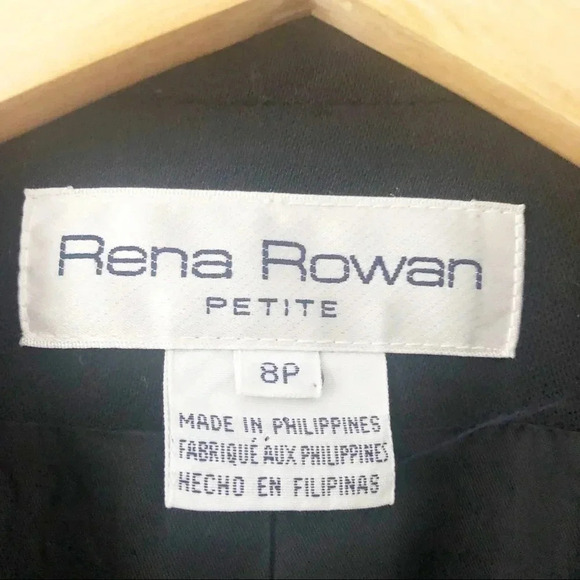 Rena Rowan
PETITE
8P
MADE IN PHILIPPINES
FABRIQUÉ AUX PHILIPPINES
HECHO EN FILIPINAS